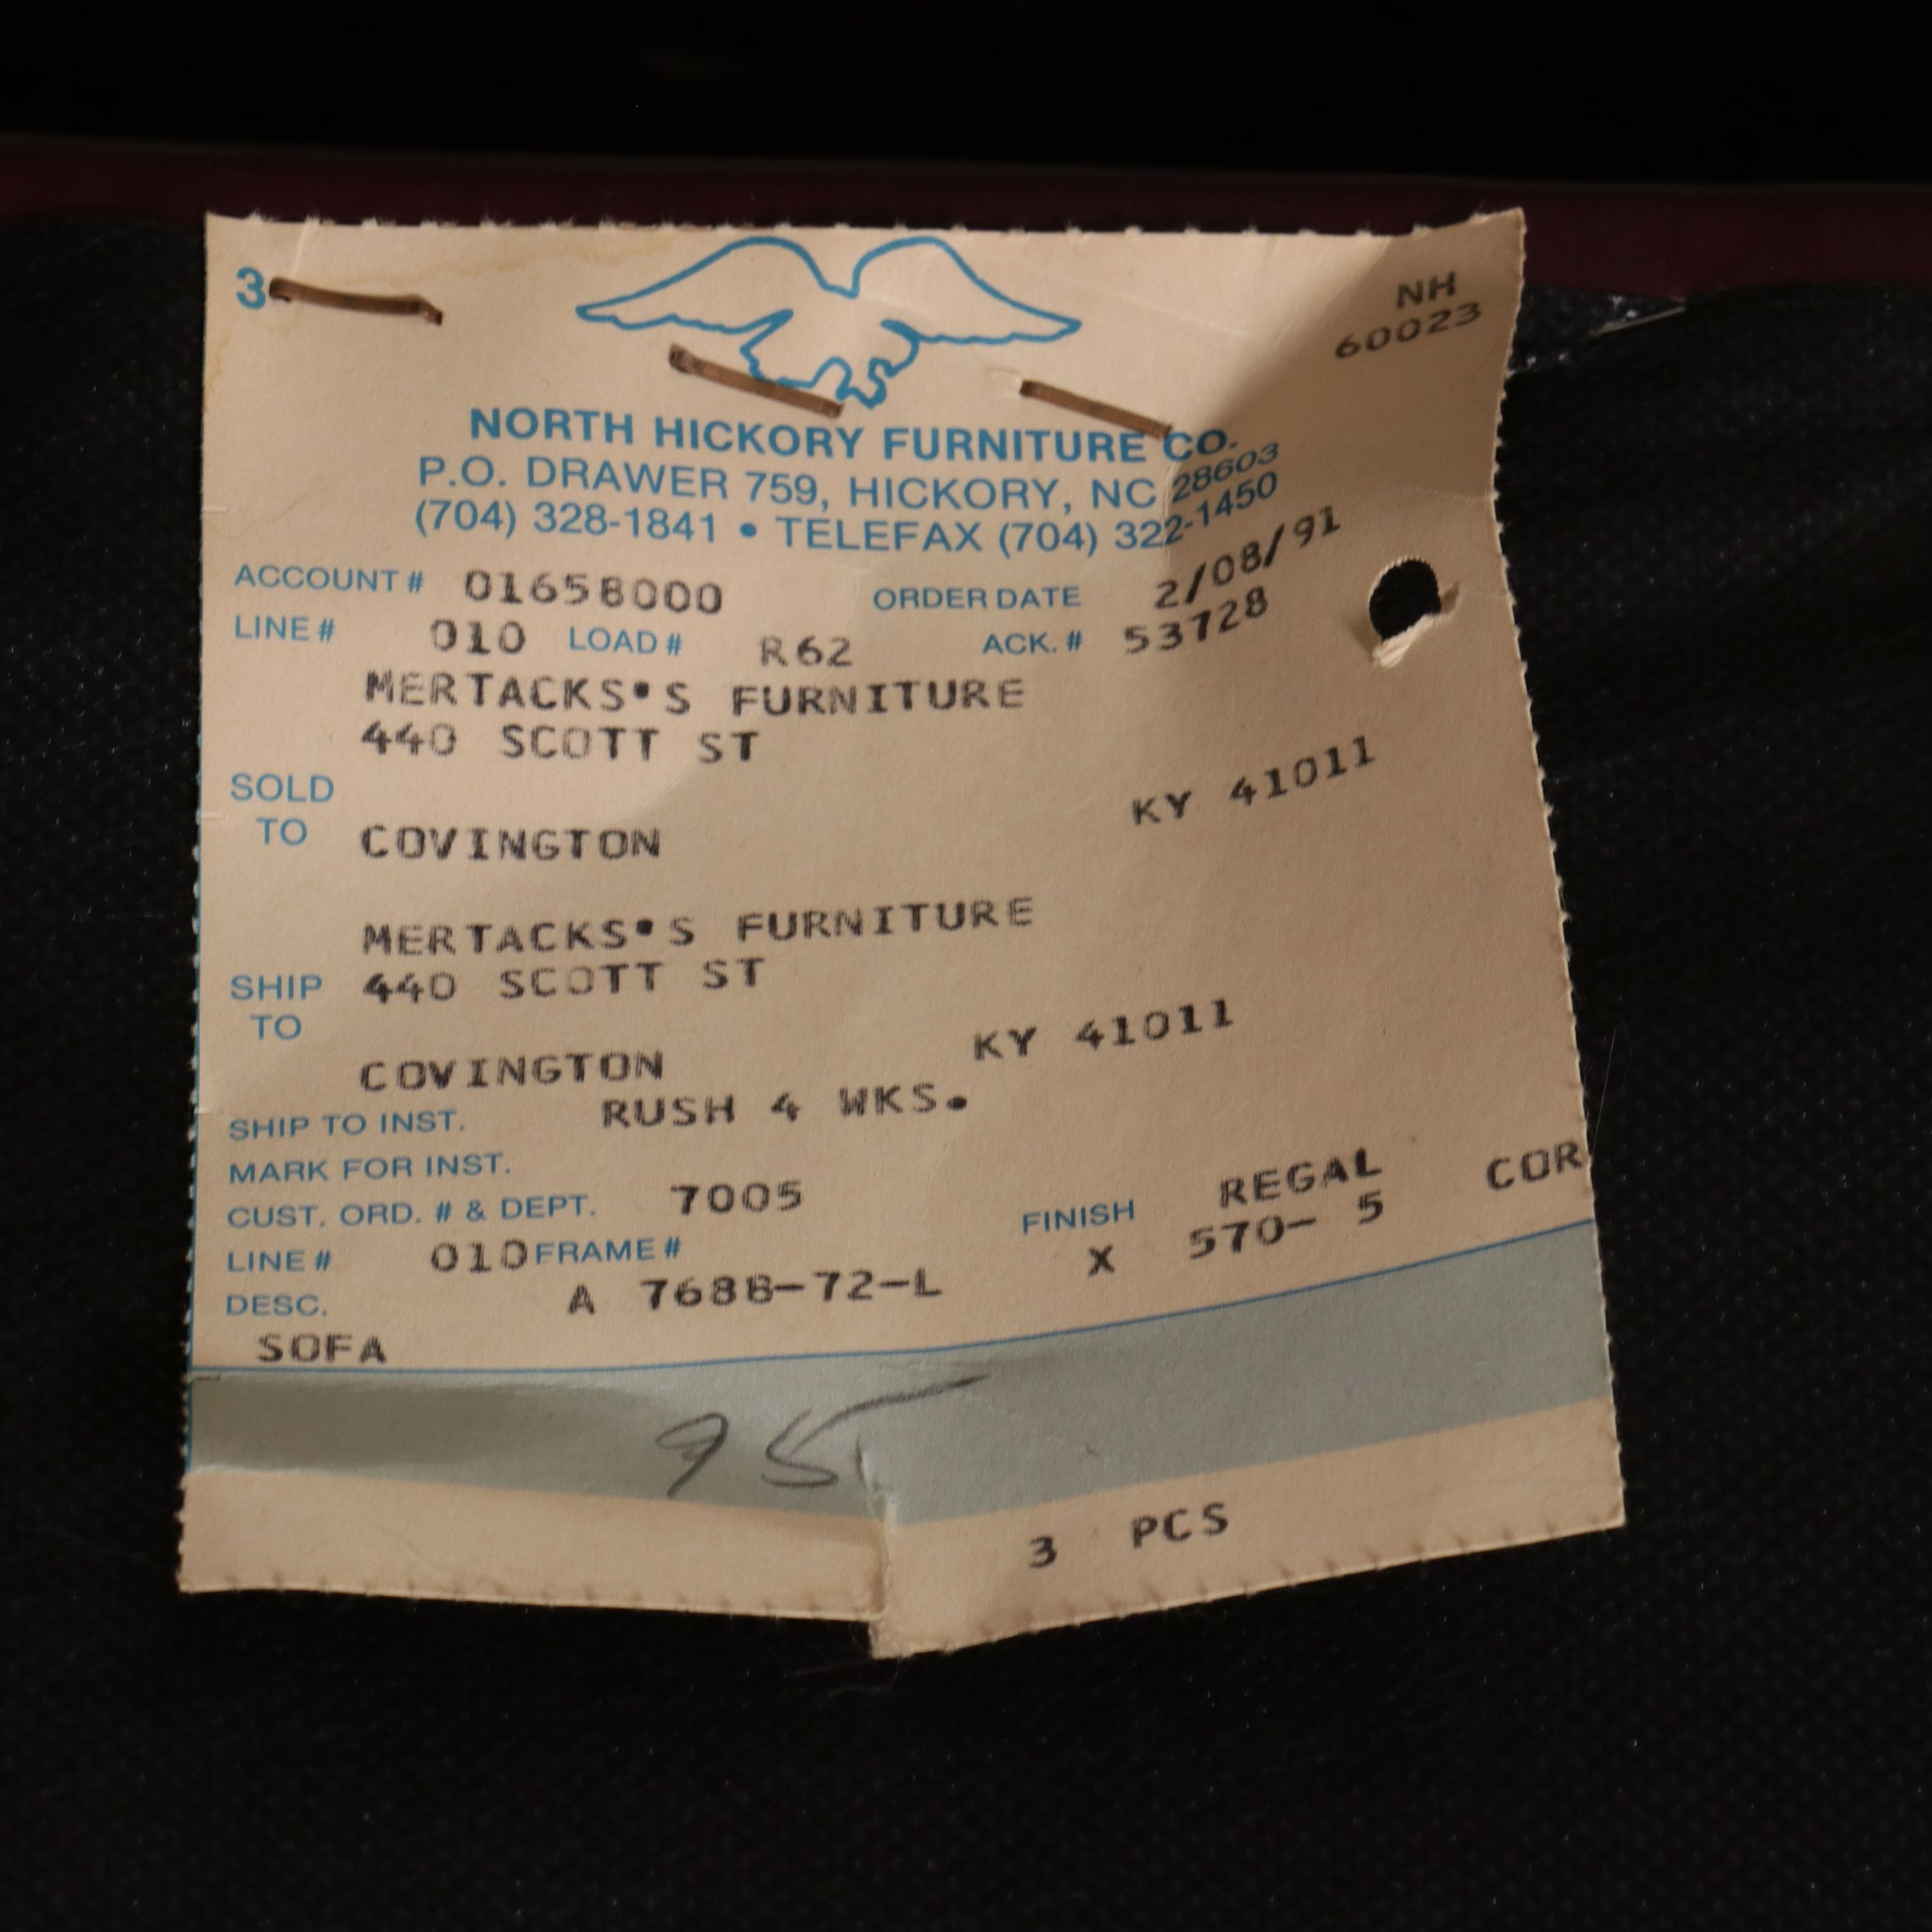 3
NH
60023
NORTH HICKORY FURNITURE CO.
P.O. DRAWER 759, HICKORY, NC 28603
(704) 328-1841 • TELEFAX (704) 322-1450
ACCOUNT # 01658000 ORDER DATE 2/08/91
LINE # 010 LOAD # R62 ACK. # 53728
MERTACKS•S FURNITURE
440 SCOTT ST
SOLD
TO COVINGTON KY 41011
MERTACKS•S FURNITURE
SHIP 440 SCOTT ST
TO
COVINGTON KY 41011
SHIP TO INST. RUSH 4 WKS.
MARK FOR INST.
CUST. ORD. # & DEPT. 7005 FINISH REGAL COR
LINE # 010 FRAME # X 570- 5
DESC. A 7688-72-L
SOFA
95
3 PCS